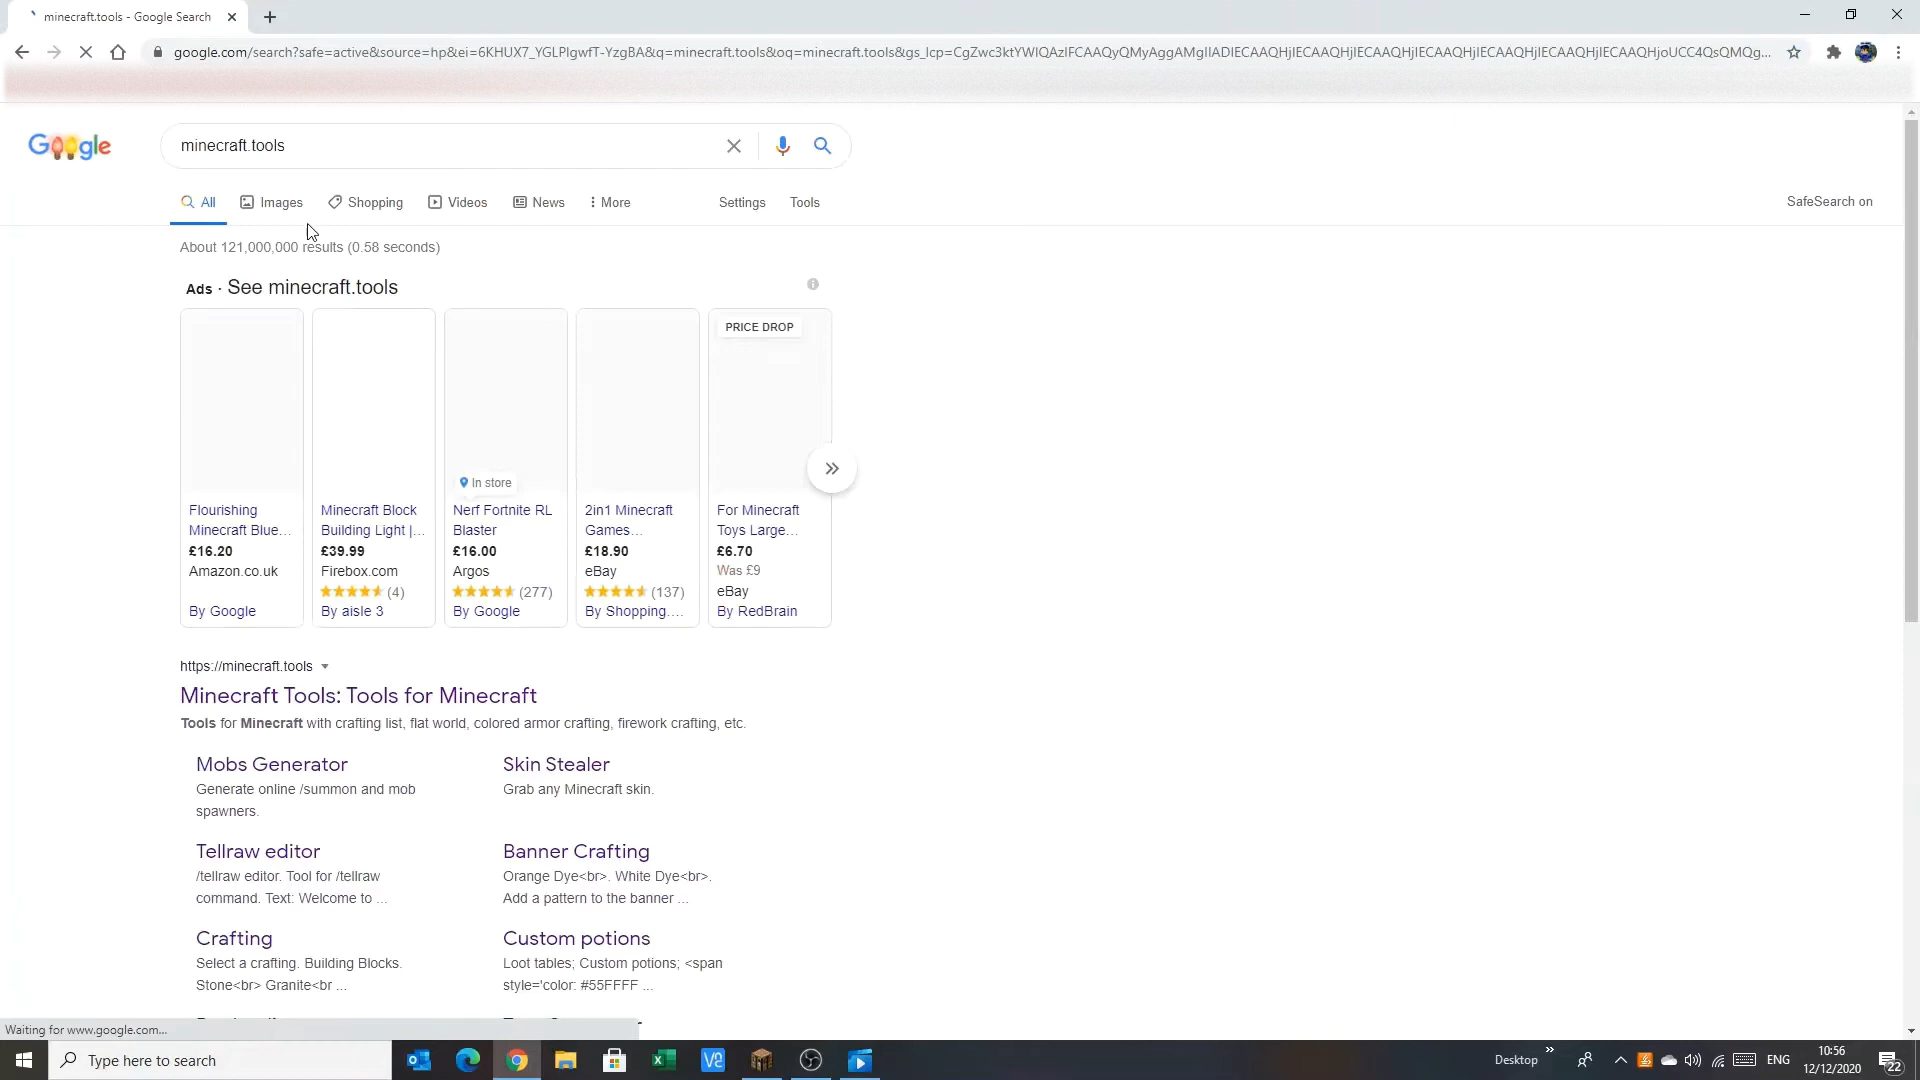 minecraft.tools - Google Search
google.com/search?safe=active&source=hp&ei=6KHUX7_YGLPlgwfT-YzgBA&q=minecraft.tools&oq=minecraft.tools&gs_lcp=CgZwc3ktYWIQAzIFCAAQyQMyAggAMgIIADIECAAQHjIECAAQHjIECAAQHjIECAAQHjIECAAQHjIECAAQHjIECAAQHjoUCC4QsQMQg...
Google
minecraft.tools
All Images Shopping Videos News More Settings Tools SafeSearch on
About 121,000,000 results (0.58 seconds)
Ads · See minecraft.tools
PRICE DROP
In store
Flourishing Minecraft Block Nerf Fortnite RL 2in1 Minecraft For Minecraft
Minecraft Blue... Building Light |... Blaster Games... Toys Large...
£16.20 £39.99 £16.00 £18.90 £6.70
Amazon.co.uk Firebox.com Argos eBay Was £9
(4) (277) (137) eBay
By Google By aisle 3 By Google By Shopping.... By RedBrain
https://minecraft.tools
Minecraft Tools: Tools for Minecraft
Tools for Minecraft with crafting list, flat world, colored armor crafting, firework crafting, etc.
Mobs Generator
Generate online /summon and mob
spawners.
Skin Stealer
Grab any Minecraft skin.
Tellraw editor
/tellraw editor. Tool for /tellraw
command. Text: Welcome to ...
Banner Crafting
Orange Dye<br>. White Dye<br>.
Add a pattern to the banner ...
Crafting
Select a crafting. Building Blocks.
Stone<br> Granite<br ...
Custom potions
Loot tables; Custom potions; <span
style='color: #55FFFF ...
Waiting for www.google.com...
Type here to search
Desktop
ENG
10:56
12/12/2020
22